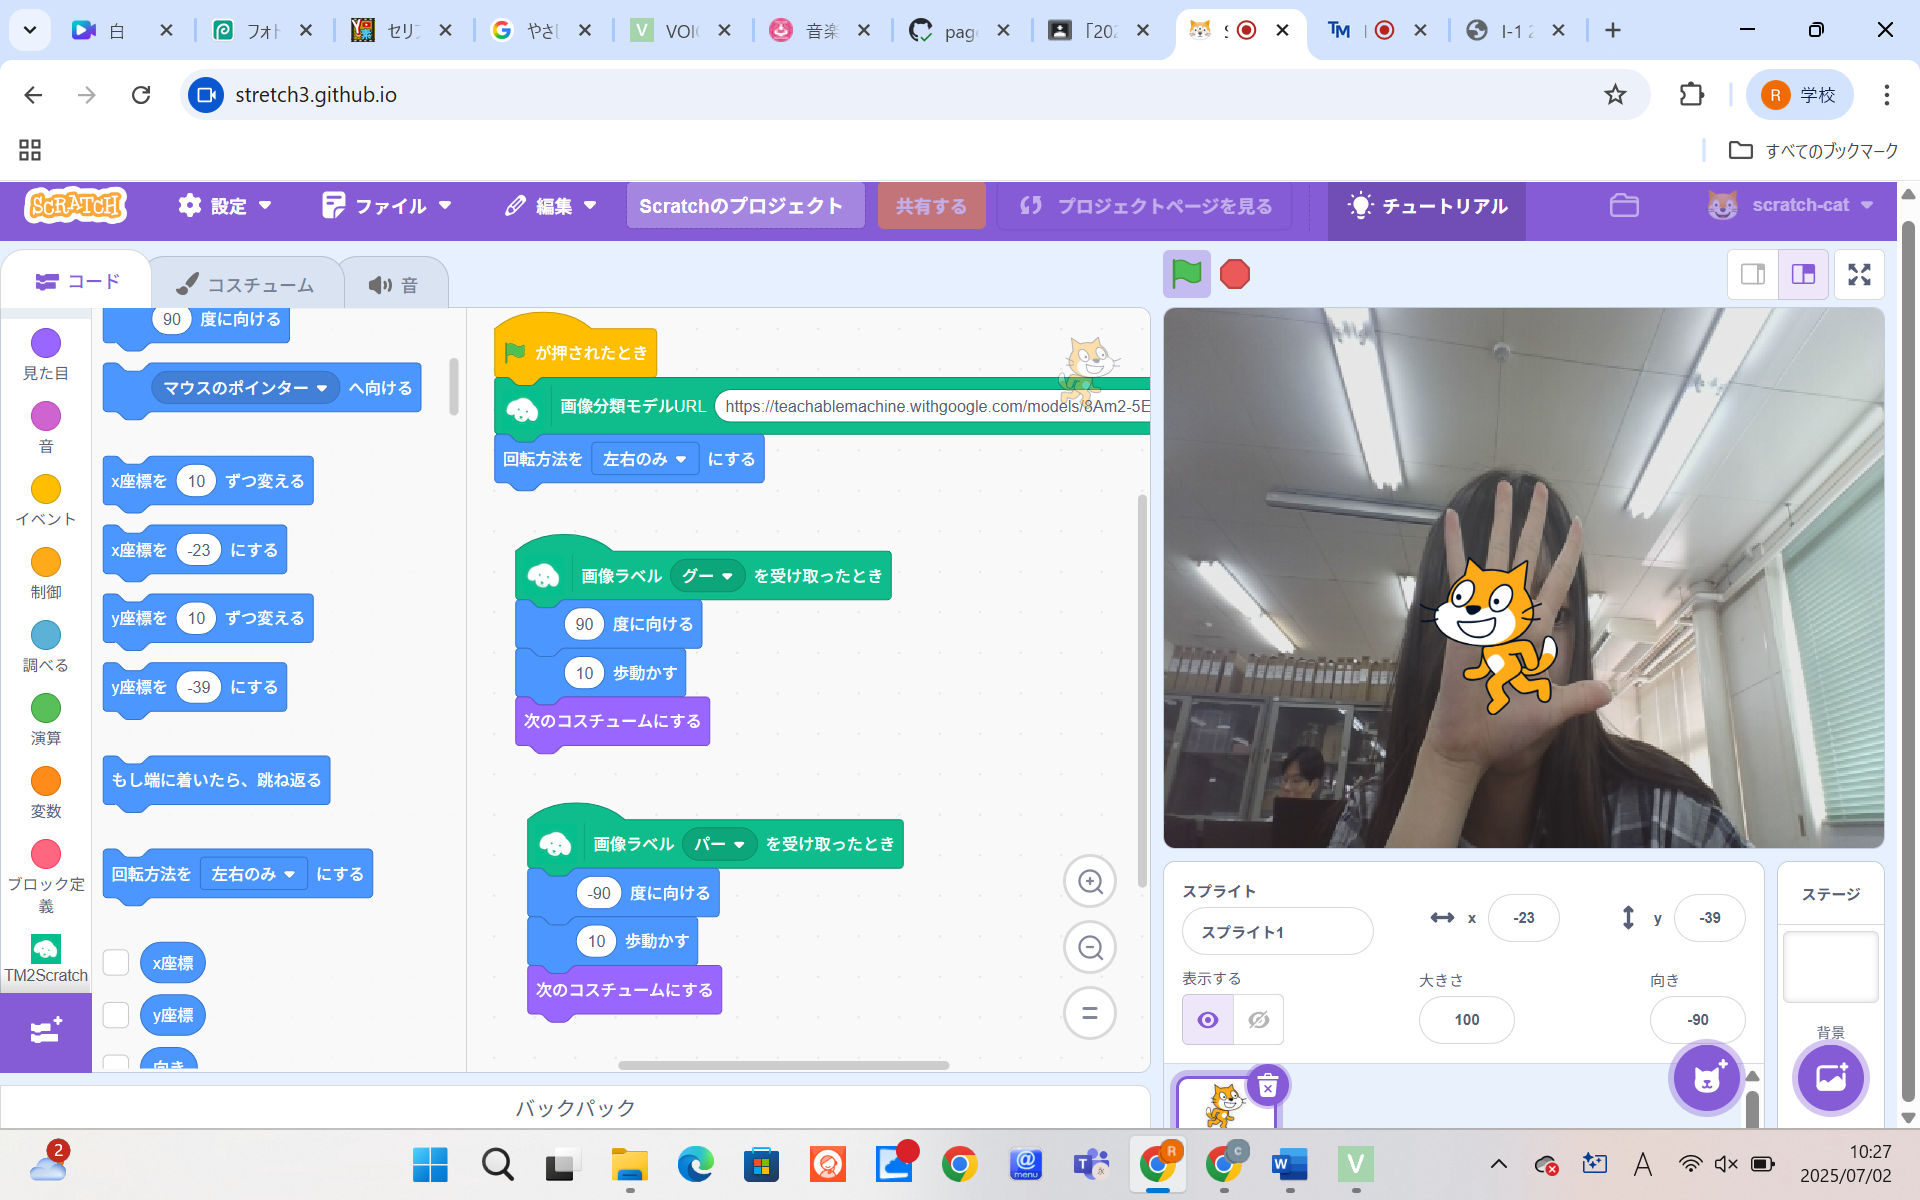 白
フォト
セリフ
やさし
VOIC
音楽
page
「202
S
I-1 2
stretch3.github.io
R 学校
すべてのブックマーク
SCRATCH
設定
ファイル
編集
Scratchのプロジェクト
共有する
プロジェクトページを見る
チュートリアル
scratch-cat
コード
コスチューム
音
見た目
音
イベント
制御
調べる
演算
変数
ブロック定
義
TM2Scratch
90 度に向ける
マウスのポインター へ向ける
x座標を 10 ずつ変える
x座標を -23 にする
y座標を 10 ずつ変える
y座標を -39 にする
もし端に着いたら、跳ね返る
回転方法を 左右のみ にする
x座標
y座標
向き
が押されたとき
画像分類モデルURL https://teachablemachine.withgoogle.com/models/8Am2-5E
回転方法を 左右のみ にする
画像ラベル グー を受け取ったとき
90 度に向ける
10 歩動かす
次のコスチュームにする
画像ラベル パー を受け取ったとき
-90 度に向ける
10 歩動かす
次のコスチュームにする
バックパック
スプライト
スプライト1
x -23
y -39
表示する
大きさ
100
向き
-90
ステージ
背景
2
@
menu
R
C
W
V
A
10:27
2025/07/02